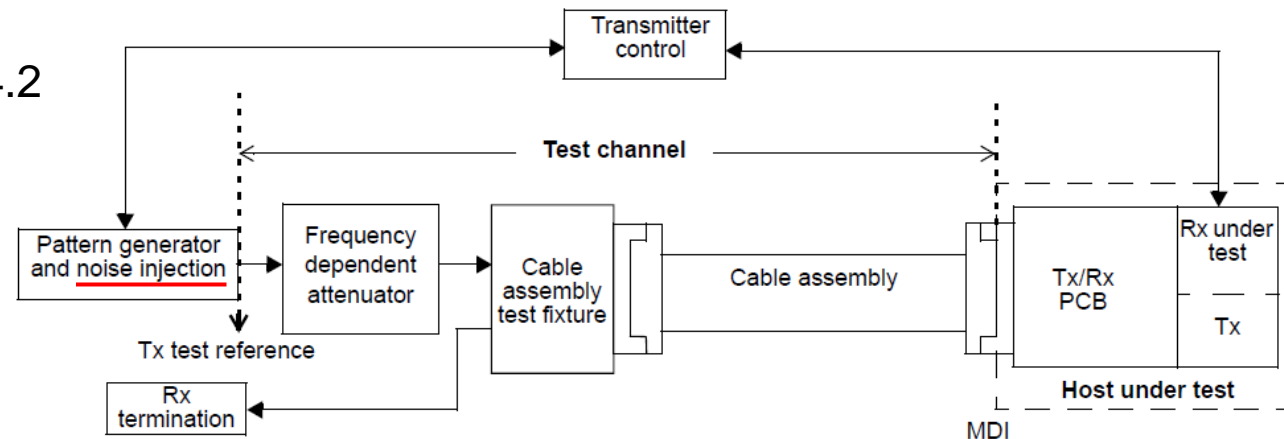 Transmitter
control
.2
Test channel
Pattern generator
and noise injection
Frequency
dependent
attenuator
Cable
assembly
test fixture
Cable assembly
Tx/Rx
PCB
Rx under
test
Tx
Tx test reference
Rx
termination
Host under test
MDI